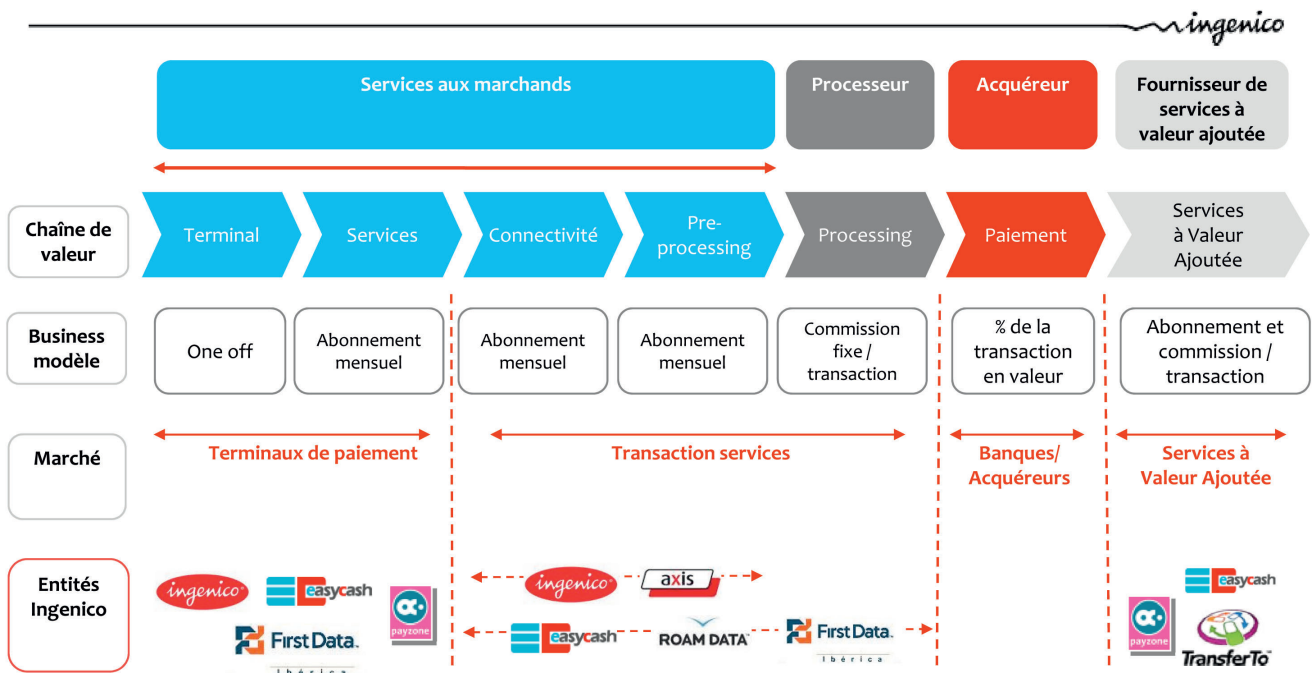 ingenico
Services aux marchands
Processeur
Acquéreur
Fournisseur de
services à
valeur ajoutée
Chaîne de
valeur
Terminal
Services
Connectivité
Pre-
processing
Processing
Paiement
Services
à Valeur
Ajoutée
Business
modèle
One off
Abonnement
mensuel
Abonnement
mensuel
Abonnement
mensuel
Commission
fixe /
transaction
% de la
transaction
en valeur
Abonnement et
commission /
transaction
Marché
Terminaux de paiement
Transaction services
Banques/
Acquéreurs
Services à
Valeur Ajoutée
Entités
Ingenico
ingenico
easycash
payzone
First Data.
Ibérica
ingenico
axis
easycash
ROAM DATA™
First Data.
Ibérica
easycash
payzone
TransferTo